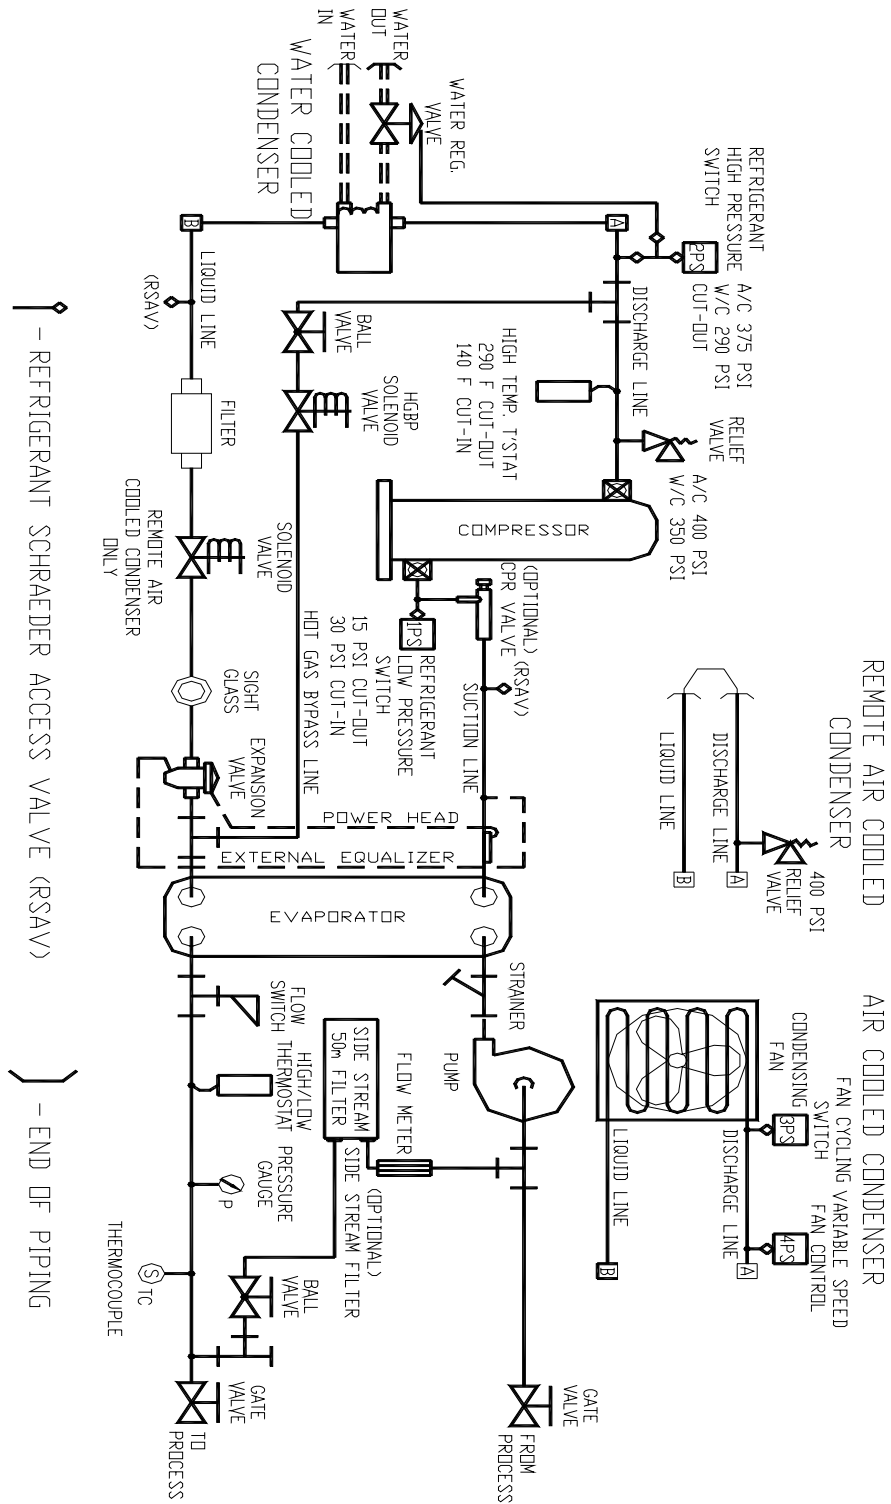 WATER
OUT
WATER
IN
WATER COOLED
CONDENSER
WATER REG.
VALVE
REFRIGERANT
HIGH PRESSURE
SWITCH
A/C 375 PSI
W/C 290 PSI
CUT-OUT
2PS
A
B
LIQUID LINE
(RSAV)
BALL
VALVE
DISCHARGE LINE
HIGH TEMP. T'STAT
290 F CUT-OUT
140 F CUT-IN
RELIEF
VALVE
A/C 400 PSI
W/C 350 PSI
FILTER
HGBP
SOLENOID
VALVE
COMPRESSOR
REMOTE AIR
COOLED CONDENSER
ONLY
SOLENOID
VALVE
(OPTIONAL)
CPR VALVE
(RSAV)
1PS
REFRIGERANT
LOW PRESSURE
SWITCH
15 PSI CUT-OUT
30 PSI CUT-IN
SUCTION LINE
HOT GAS BYPASS LINE
SIGHT
GLASS
EXPANSION
VALVE
POWER HEAD
EXTERNAL EQUALIZER
EVAPORATOR
STRAINER
PUMP
FLOW
SWITCH
HIGH/LOW
THERMOSTAT
SIDE STREAM
50m FILTER
FLOW METER
(OPTIONAL)
SIDE STREAM FILTER
PRESSURE
GAUGE
P
THERMOCOUPLE
S
TC
BALL
VALVE
GATE
VALVE
TO
PROCESS
GATE
VALVE
FROM
PROCESS
REMOTE AIR COOLED
CONDENSER
DISCHARGE LINE
LIQUID LINE
400 PSI
RELIEF
VALVE
A
B
AIR COOLED CONDENSER
CONDENSING
FAN
FAN CYCLING
SWITCH
VARIABLE SPEED
FAN CONTROL
3PS
4PS
DISCHARGE LINE
LIQUID LINE
A
B
- REFRIGERANT SCHRAEDER ACCESS VALVE (RSAV)
- END OF PIPING